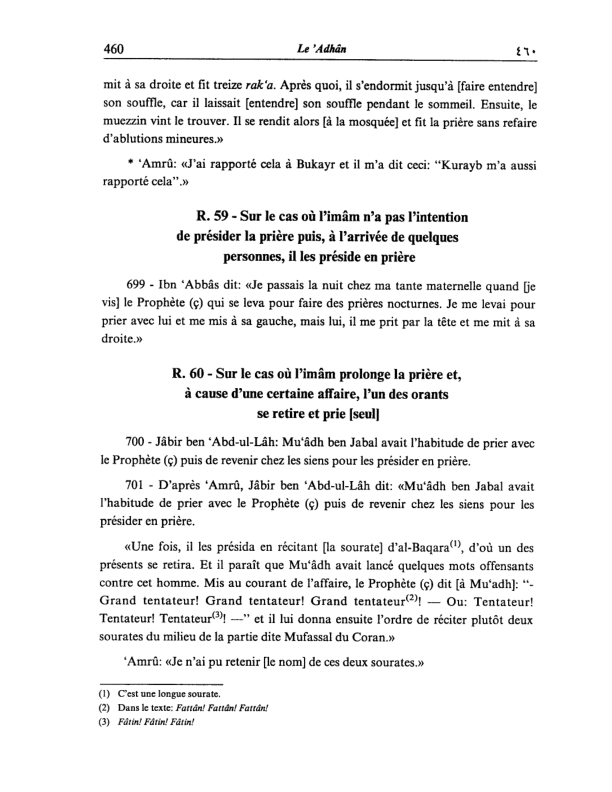 460 Le 'Adhân ٤٦٠
mit à sa droite et fit treize rak'a. Après quoi, il s'endormit jusqu'à [faire entendre]
son souffle, car il laissait [entendre] son souffle pendant le sommeil. Ensuite, le
muezzin vint le trouver. Il se rendit alors [à la mosquée] et fit la prière sans refaire
d'ablutions mineures.»
* ‘Amrû: «J'ai rapporté cela à Bukayr et il m'a dit ceci: “Kurayb m'a aussi
rapporté cela”.»
R. 59 - Sur le cas où l'imâm n'a pas l'intention
de présider la prière puis, à l'arrivée de quelques
personnes, il les préside en prière
699 - Ibn ‘Abbâs dit: «Je passais la nuit chez ma tante maternelle quand [je
vis] le Prophète (ç) qui se leva pour faire des prières nocturnes. Je me levai pour
prier avec lui et me mis à sa gauche, mais lui, il me prit par la tête et me mit à sa
droite.»
R. 60 - Sur le cas où l'imâm prolonge la prière et,
à cause d'une certaine affaire, l'un des orants
se retire et prie [seul]
700 - Jâbir ben ‘Abd-ul-Lâh: Mu‘âdh ben Jabal avait l'habitude de prier avec
le Prophète (ç) puis de revenir chez les siens pour les présider en prière.
701 - D'après ‘Amrû, Jâbir ben ‘Abd-ul-Lâh dit: «Mu‘âdh ben Jabal avait
l'habitude de prier avec le Prophète (ç) puis de revenir chez les siens pour les
présider en prière.
«Une fois, il les présida en récitant [la sourate] d'al-Baqara(1), d'où un des
présents se retira. Et il paraît que Mu‘âdh avait lancé quelques mots offensants
contre cet homme. Mis au courant de l'affaire, le Prophète (ç) dit [à Mu‘adh]: “-
Grand tentateur! Grand tentateur! Grand tentateur(2)! — Ou: Tentateur!
Tentateur! Tentateur(3)! —” et il lui donna ensuite l'ordre de réciter plutôt deux
sourates du milieu de la partie dite Mufassal du Coran.»
‘Amrû: «Je n'ai pu retenir [le nom] de ces deux sourates.»
(1) C'est une longue sourate.
(2) Dans le texte: Fattân! Fattân! Fattân!
(3) Fâtin! Fâtin! Fâtin!